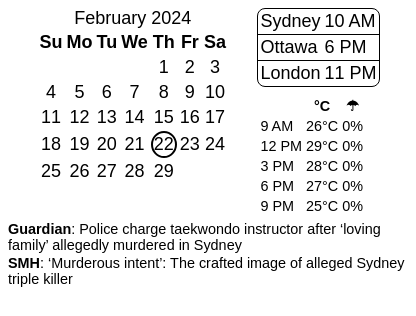 February 2024
Su Mo Tu We Th Fr Sa
1 2 3
4 5 6 7 8 9 10
11 12 13 14 15 16 17
18 19 20 21 22 23 24
25 26 27 28 29
Sydney 10 AM
Ottawa 6 PM
London 11 PM
°C ☂
9 AM 26°C 0%
12 PM 29°C 0%
3 PM 28°C 0%
6 PM 27°C 0%
9 PM 25°C 0%
Guardian: Police charge taekwondo instructor after ‘loving
family’ allegedly murdered in Sydney
SMH: ‘Murderous intent’: The crafted image of alleged Sydney
triple killer